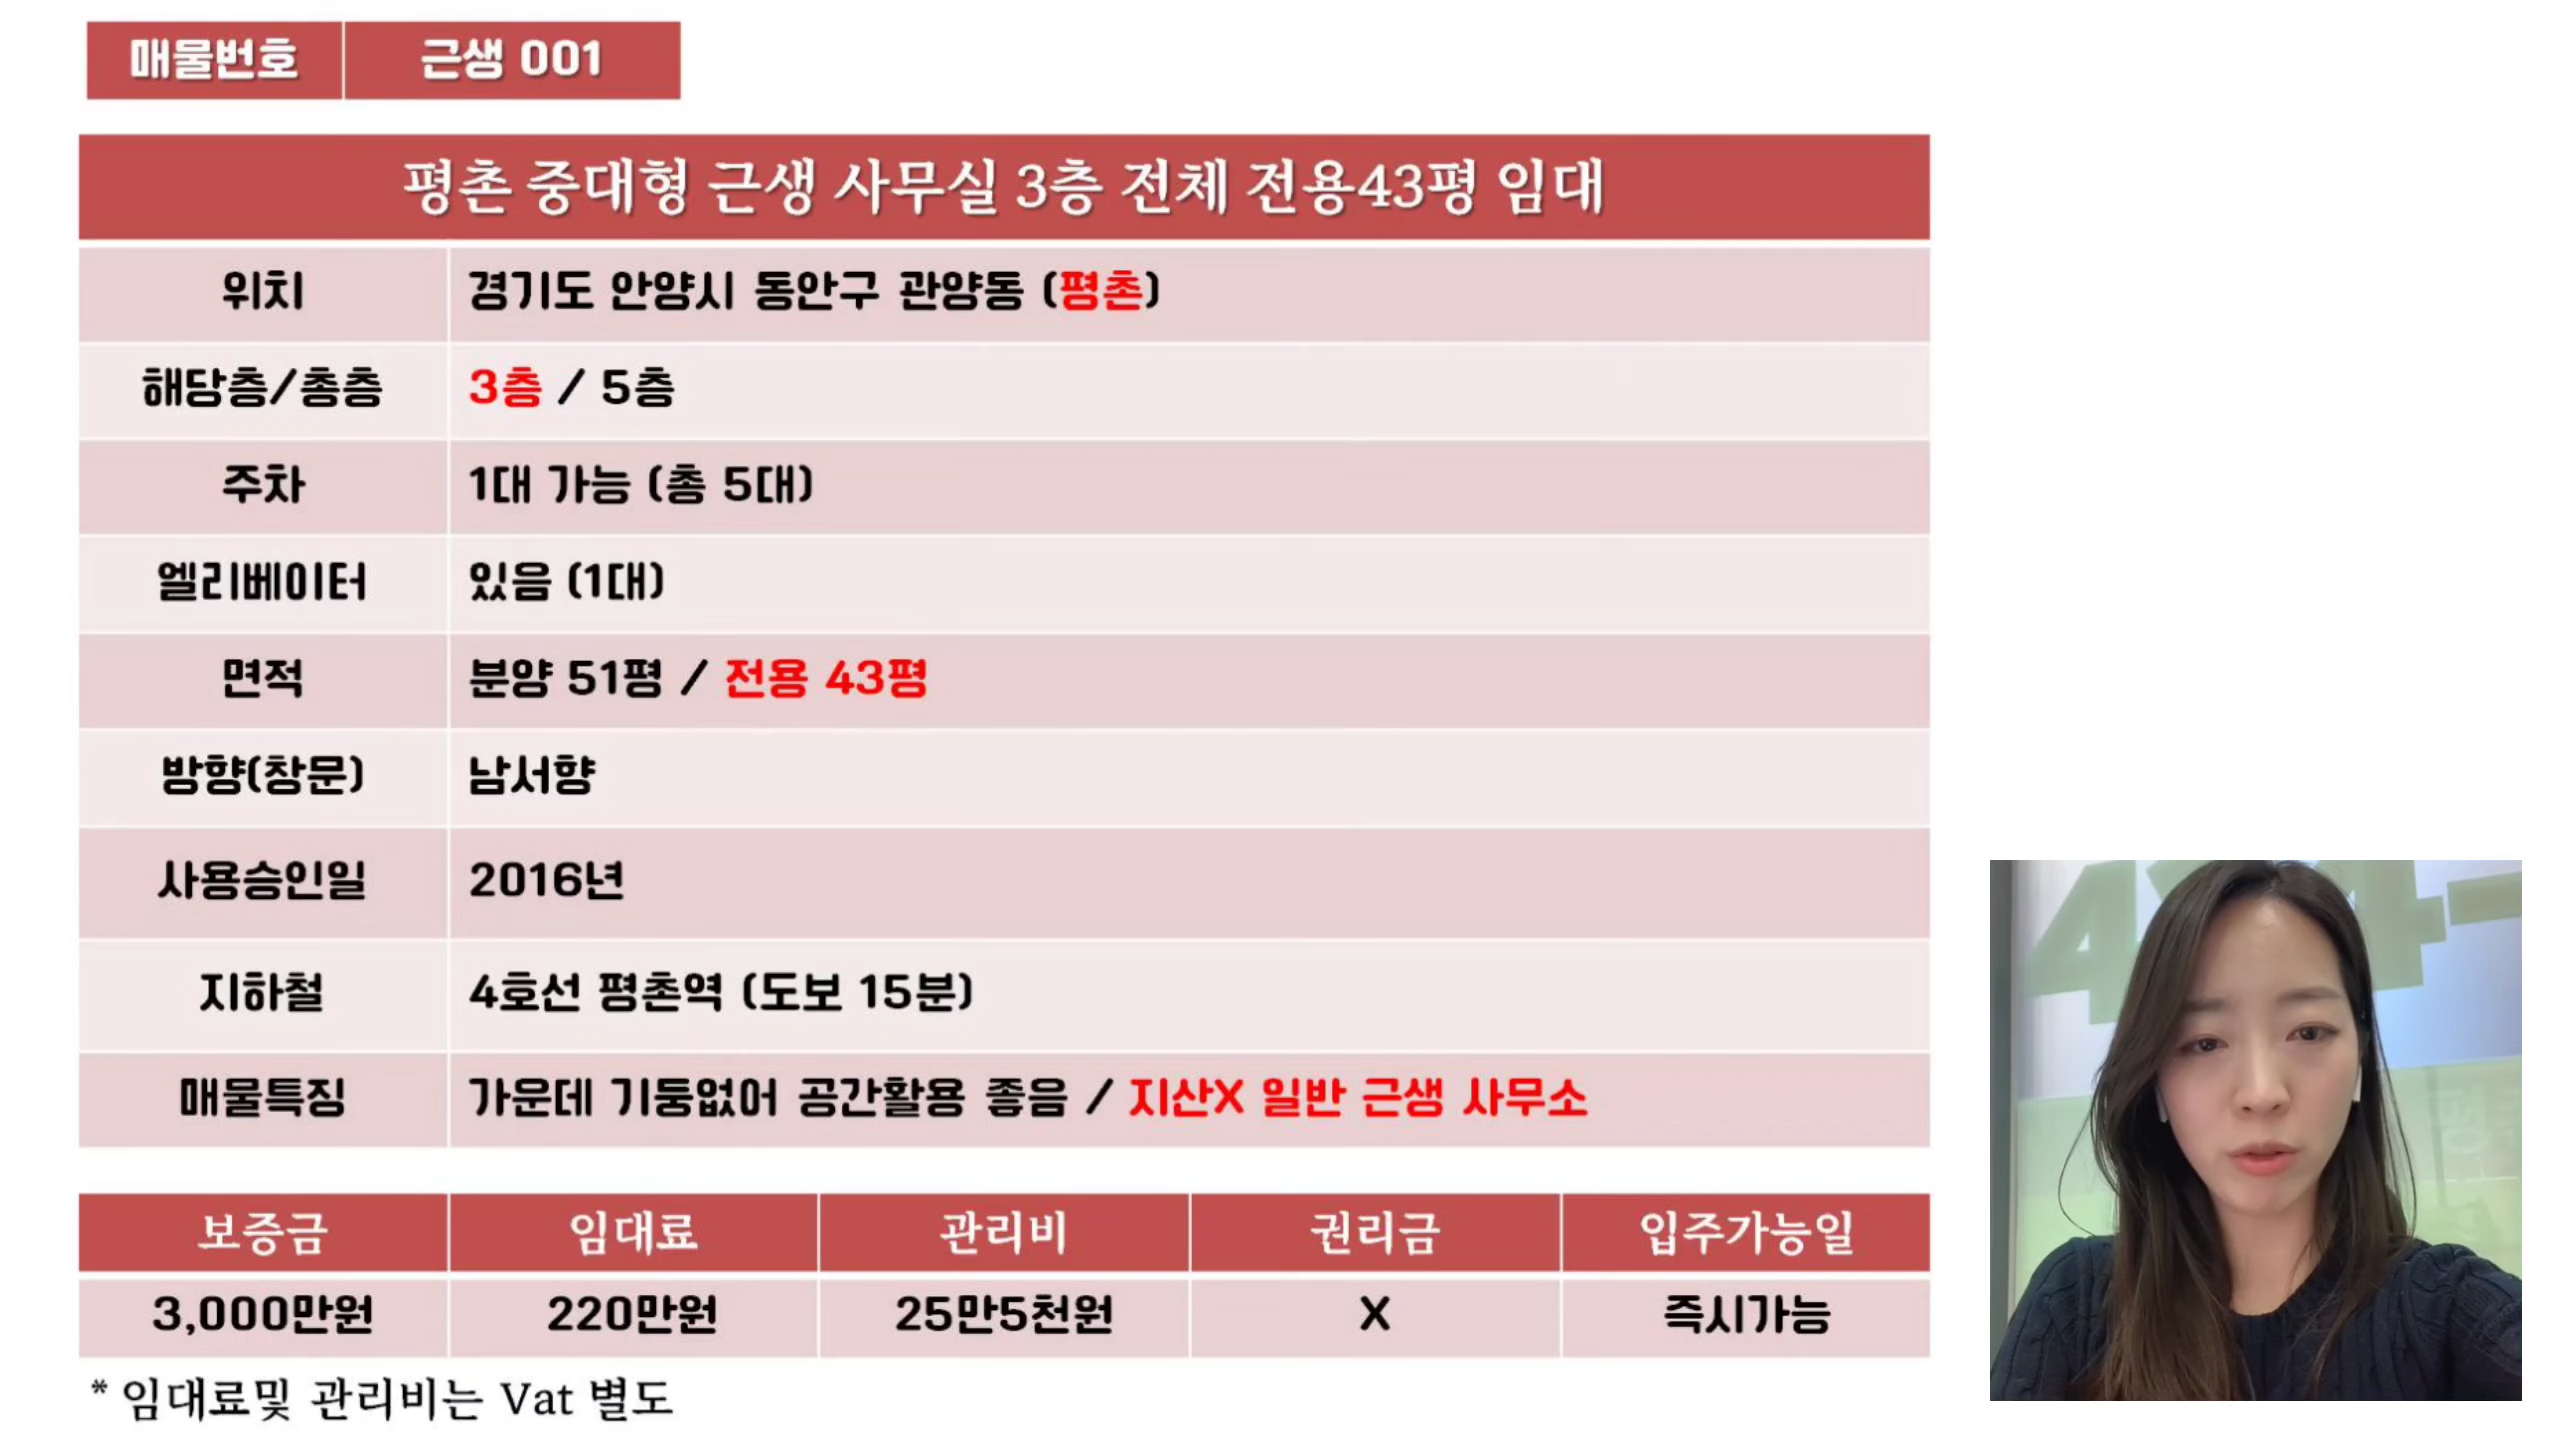 매물번호 근생 001
평촌 중대형 근생 사무실 3층 전체 전용43평 임대
위치 경기도 안양시 동안구 관양동 (평촌)
해당층/총층 3층 / 5층
주차 1대 가능 (총 5대)
엘리베이터 있음 (1대)
면적 분양 51평 / 전용 43평
방향(창문) 남서향
사용승인일 2016년
지하철 4호선 평촌역 (도보 15분)
매물특징 가운데 기둥없어 공간활용 좋음 / 지산X 일반 근생 사무소
보증금 임대료 관리비 권리금 입주가능일
3,000만원 220만원 25만5천원 X 즉시가능
* 임대료및 관리비는 Vat 별도